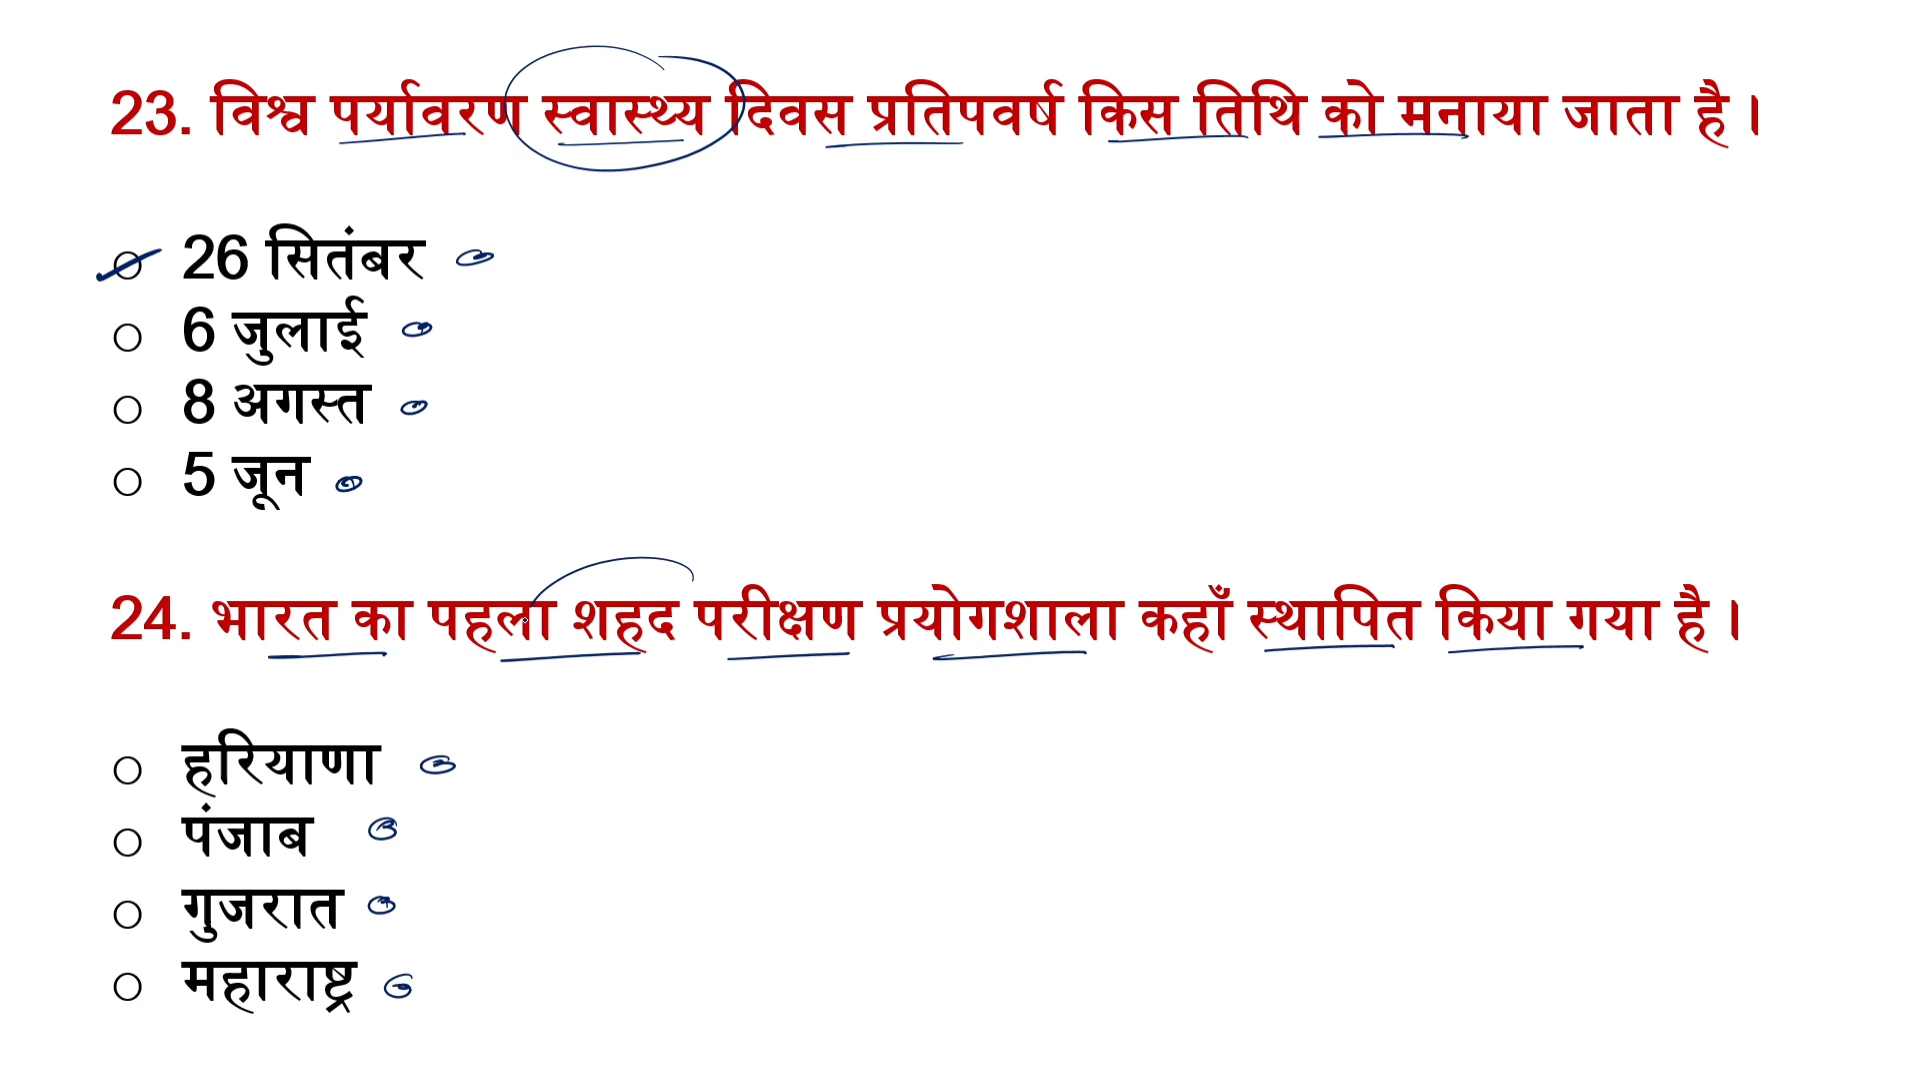 23. विश्व पर्यावरण स्वास्थ्य दिवस प्रतिपवर्ष किस तिथि को मनाया जाता है ।
26 सितंबर
6 जुलाई
8 अगस्त
5 जून
24. भारत का पहला शहद परीक्षण प्रयोगशाला कहाँ स्थापित किया गया है ।
हरियाणा
पंजाब
गुजरात
महाराष्ट्र